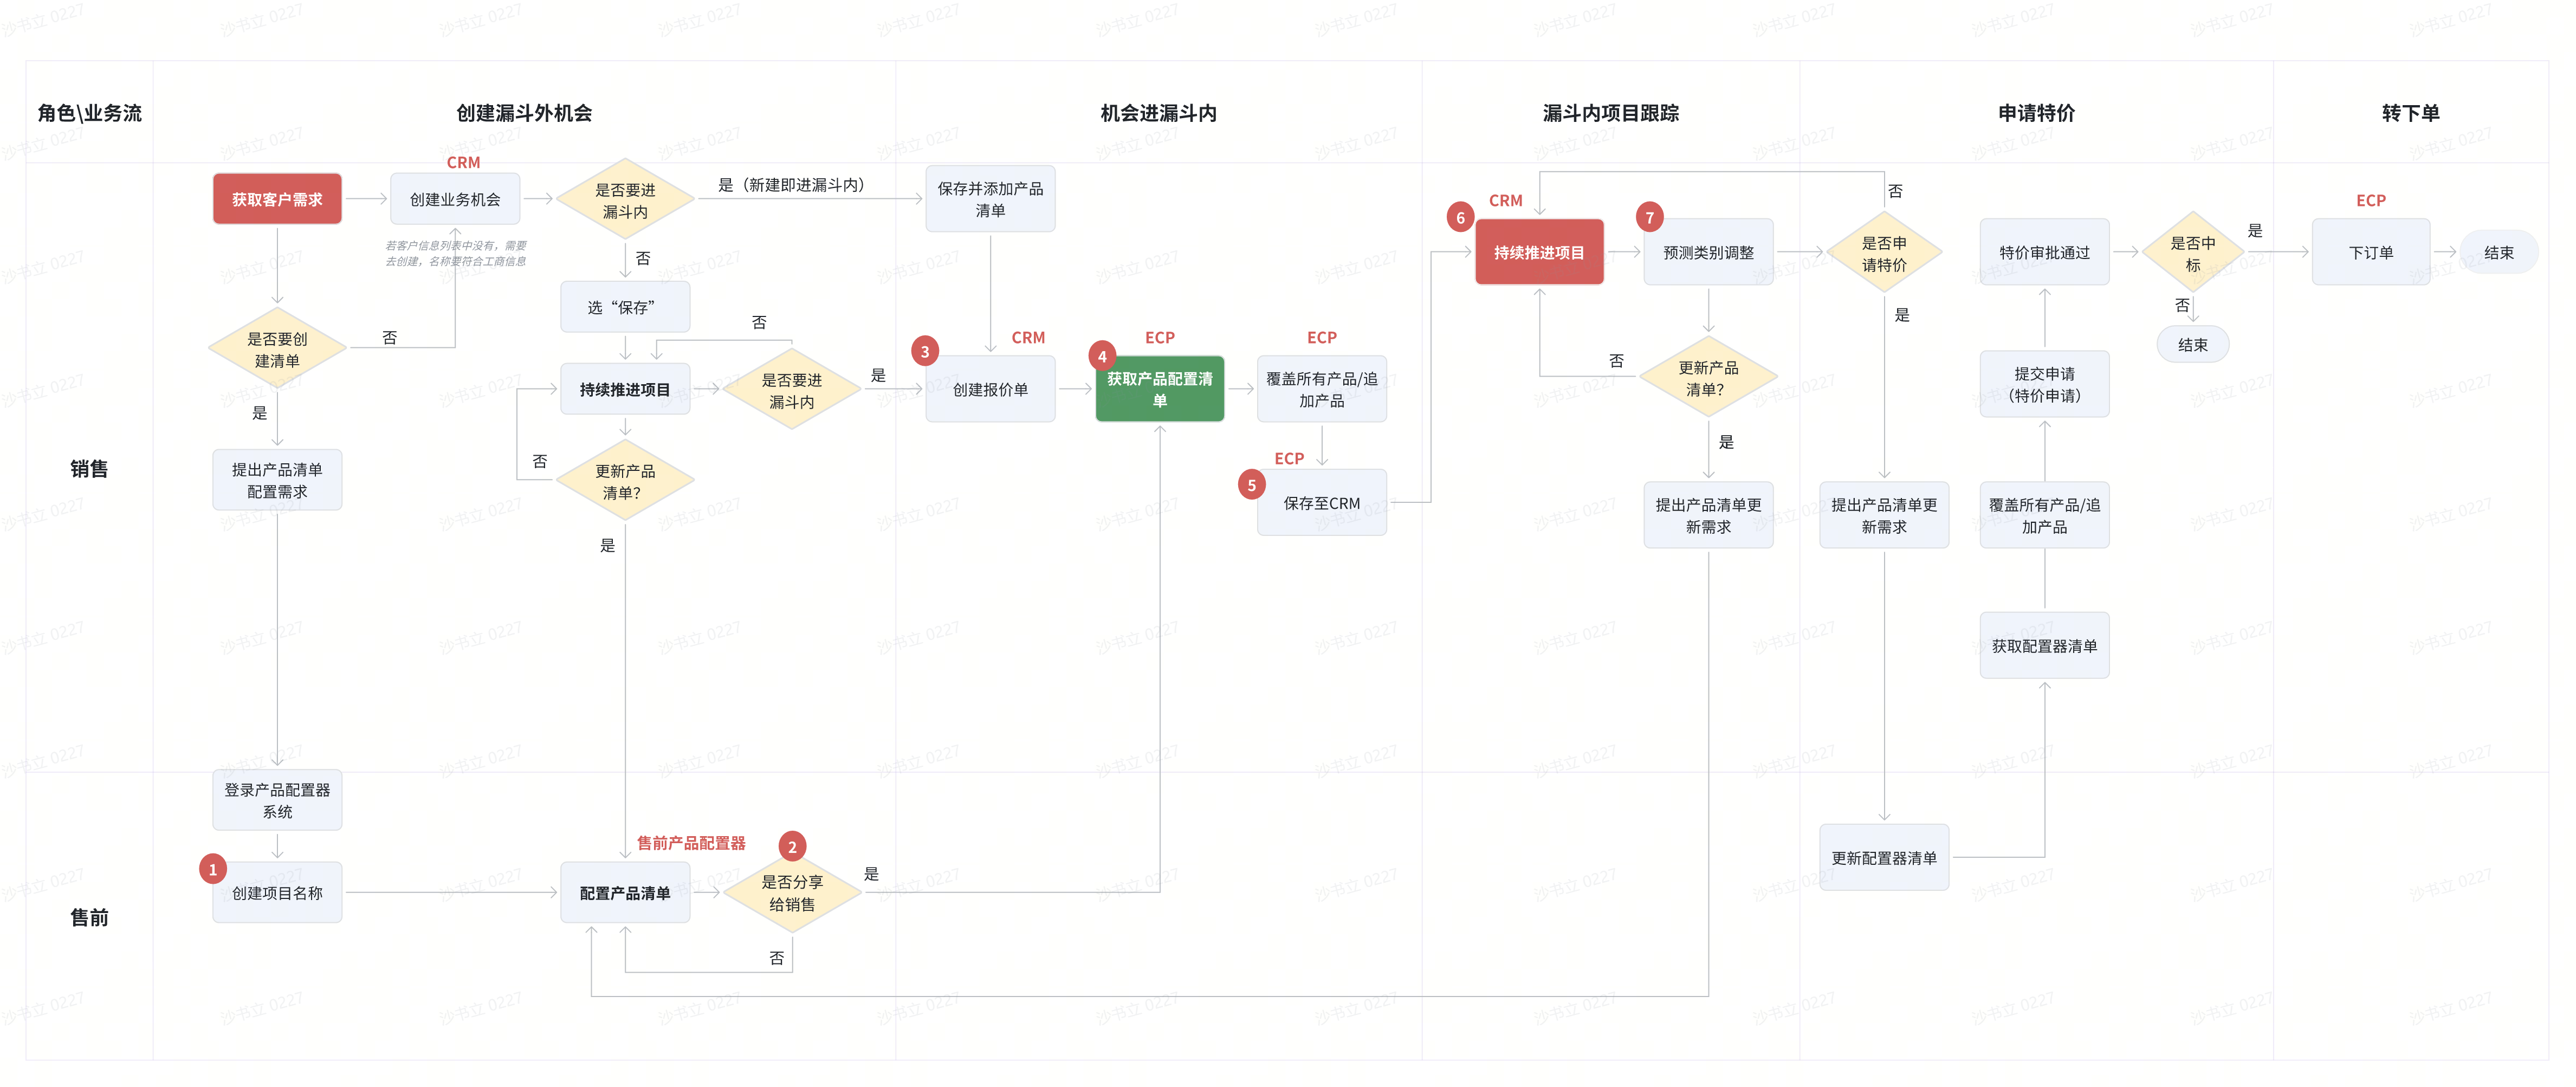 角色\业务流
创建漏斗外机会
机会进漏斗内
漏斗内项目跟踪
申请特价
转下单
销售
CRM
获取客户需求
创建业务机会
若客户信息列表中没有，需要
去创建，名称要符合工商信息
是否要进
漏斗内
是（新建即进漏斗内）
否
选“保存”
是否要创
建清单
否
是
提出产品清单
配置需求
持续推进项目
是否要进
漏斗内
否
是
更新产品
清单？
否
是
保存并添加产品
清单
3
CRM
创建报价单
4
ECP
获取产品配置清
单
ECP
覆盖所有产品/追
加产品
ECP
5
保存至CRM
6
CRM
持续推进项目
7
预测类别调整
更新产品
清单？
否
是
提出产品清单更
新需求
是否申
请特价
否
是
提出产品清单更
新需求
特价审批通过
提交申请
（特价申请）
覆盖所有产品/追
加产品
获取配置器清单
是否中
标
是
否
结束
ECP
下订单
结束
售前
登录产品配置器
系统
1
创建项目名称
售前产品配置器
配置产品清单
2
是否分享
给销售
是
否
更新配置器清单
沙书立 0227